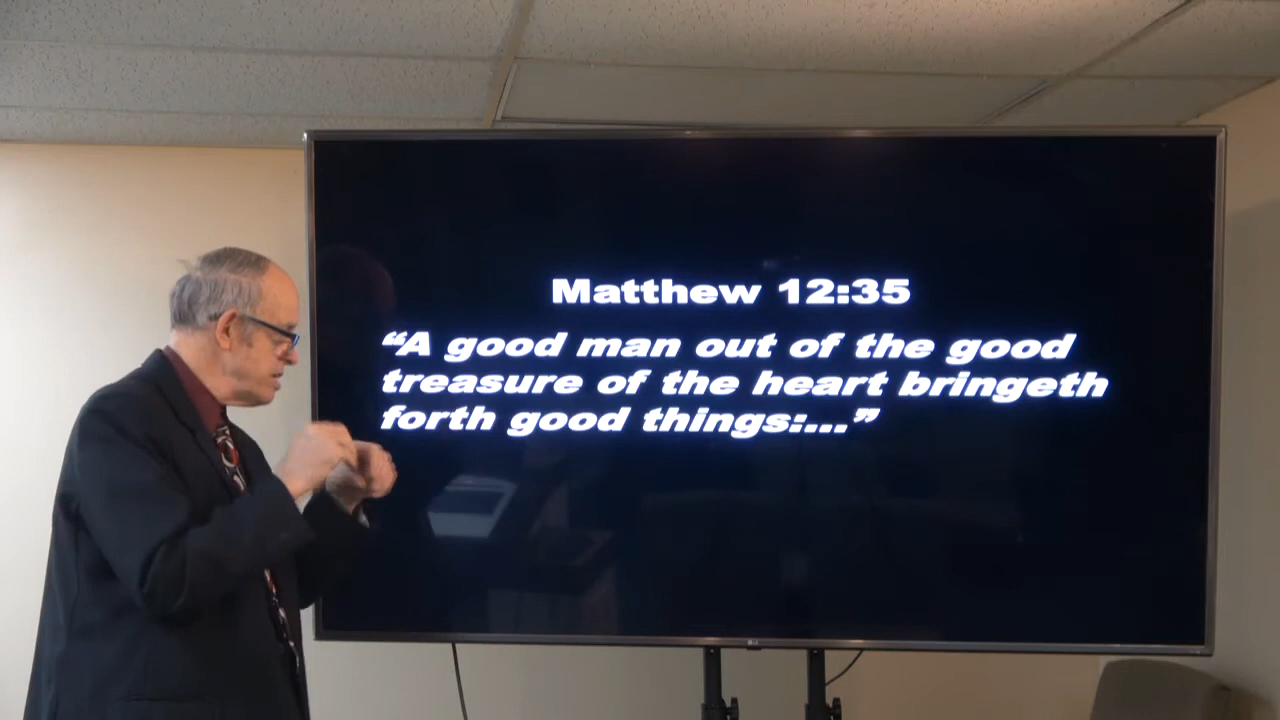 Matthew 12:35
“A good man out of the good
treasure of the heart bringeth
forth good things:...”